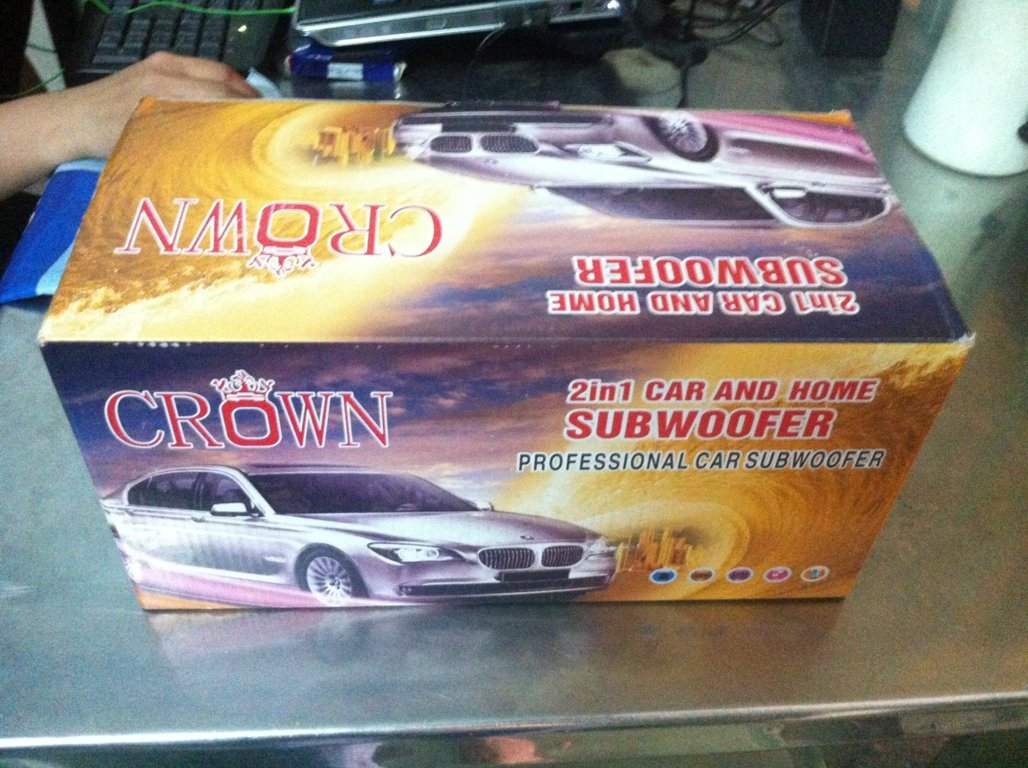 CROWN
2in1 CAR AND HOME
SUBWOOFER
CROWN
2in1 CAR AND HOME
SUBWOOFER
PROFESSIONAL CAR SUBWOOFER